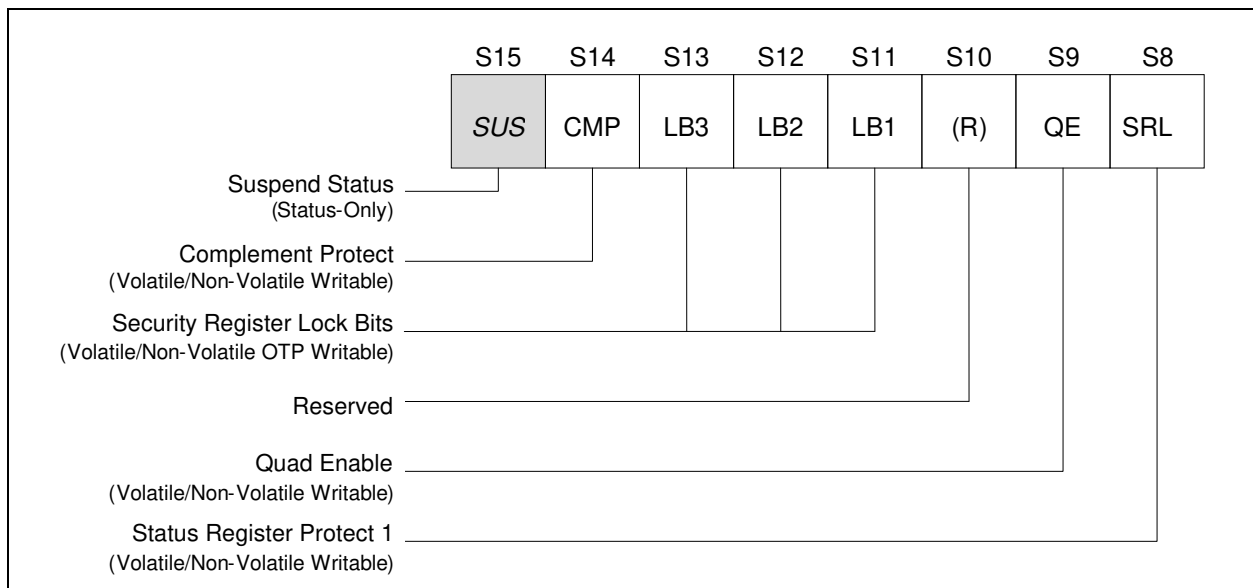 S15 S14 S13 S12 S11 S10 S9 S8
SUS CMP LB3 LB2 LB1 (R) QE SRL
Suspend Status
(Status-Only)
Complement Protect
(Volatile/Non-Volatile Writable)
Security Register Lock Bits
(Volatile/Non-Volatile OTP Writable)
Reserved
Quad Enable
(Volatile/Non-Volatile Writable)
Status Register Protect 1
(Volatile/Non-Volatile Writable)